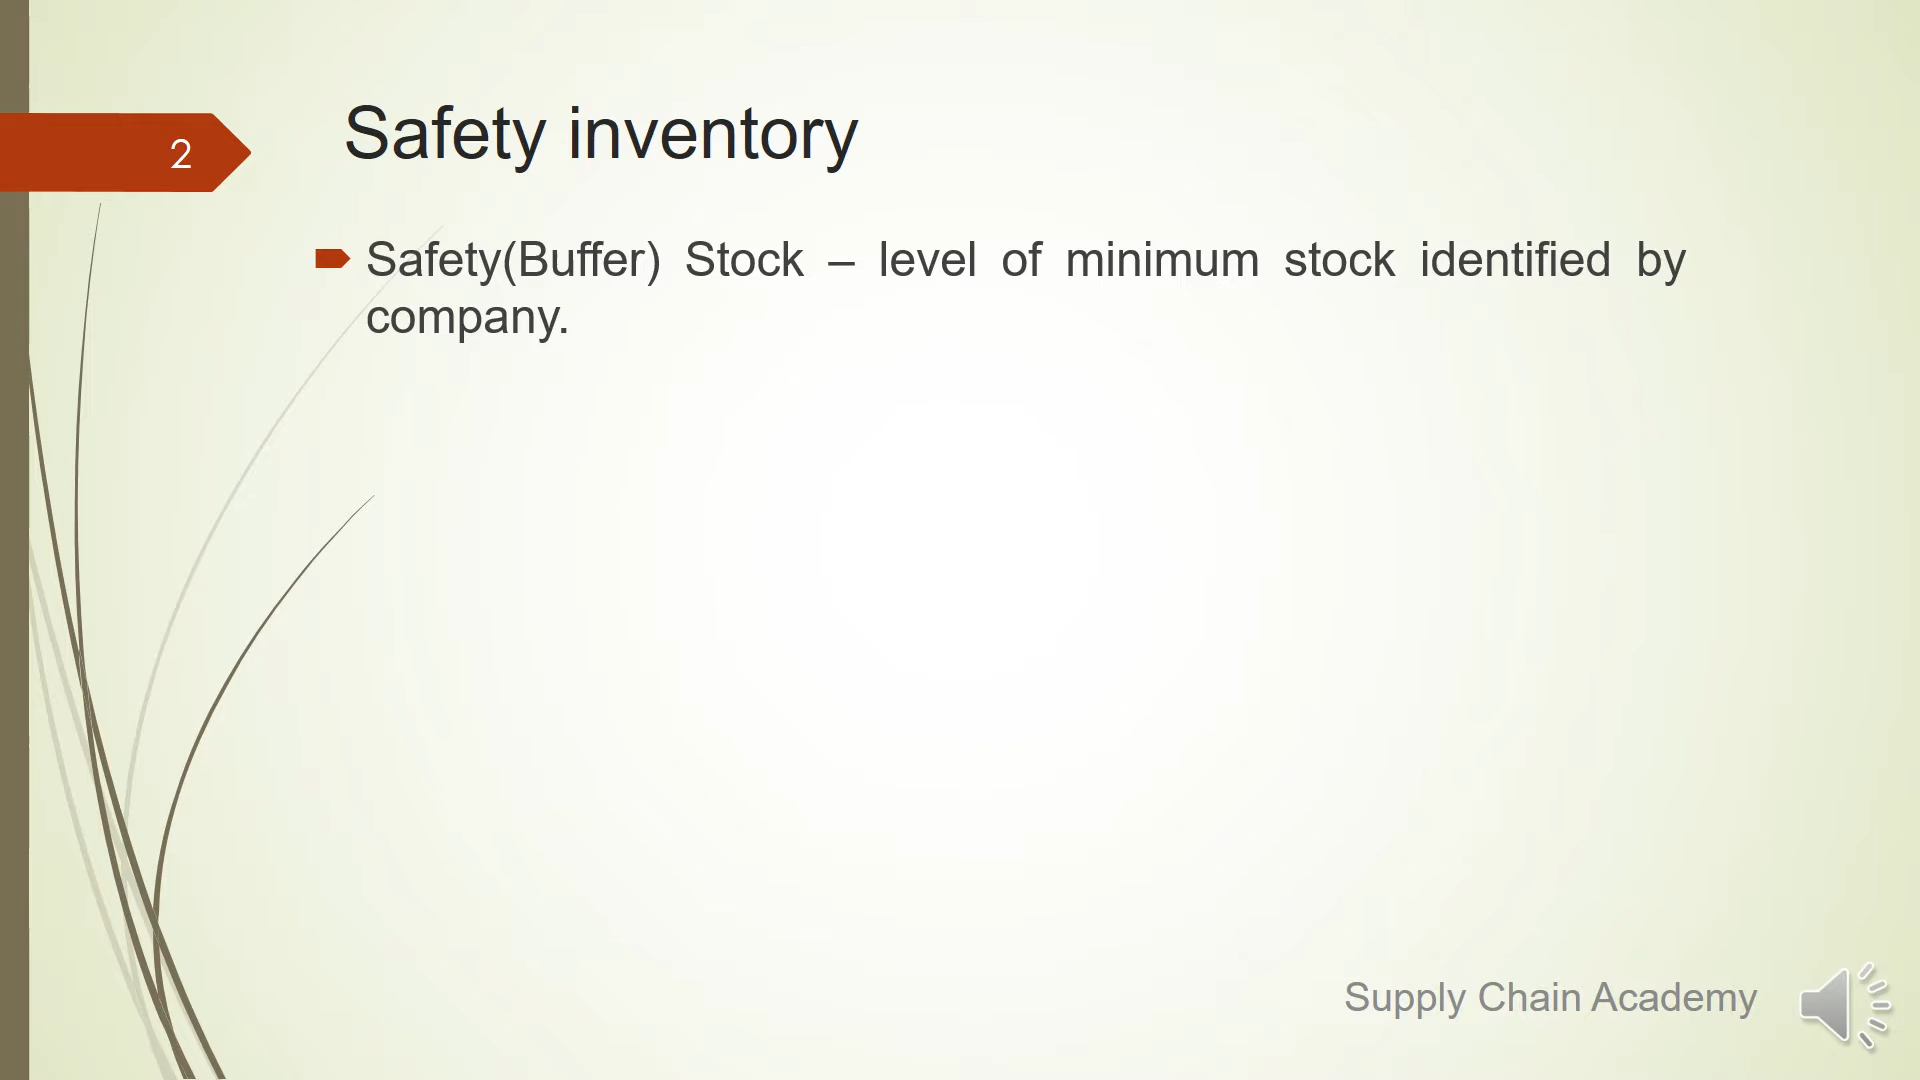 2
Safety inventory
Safety(Buffer) Stock – level of minimum stock identified by
company.
Supply Chain Academy